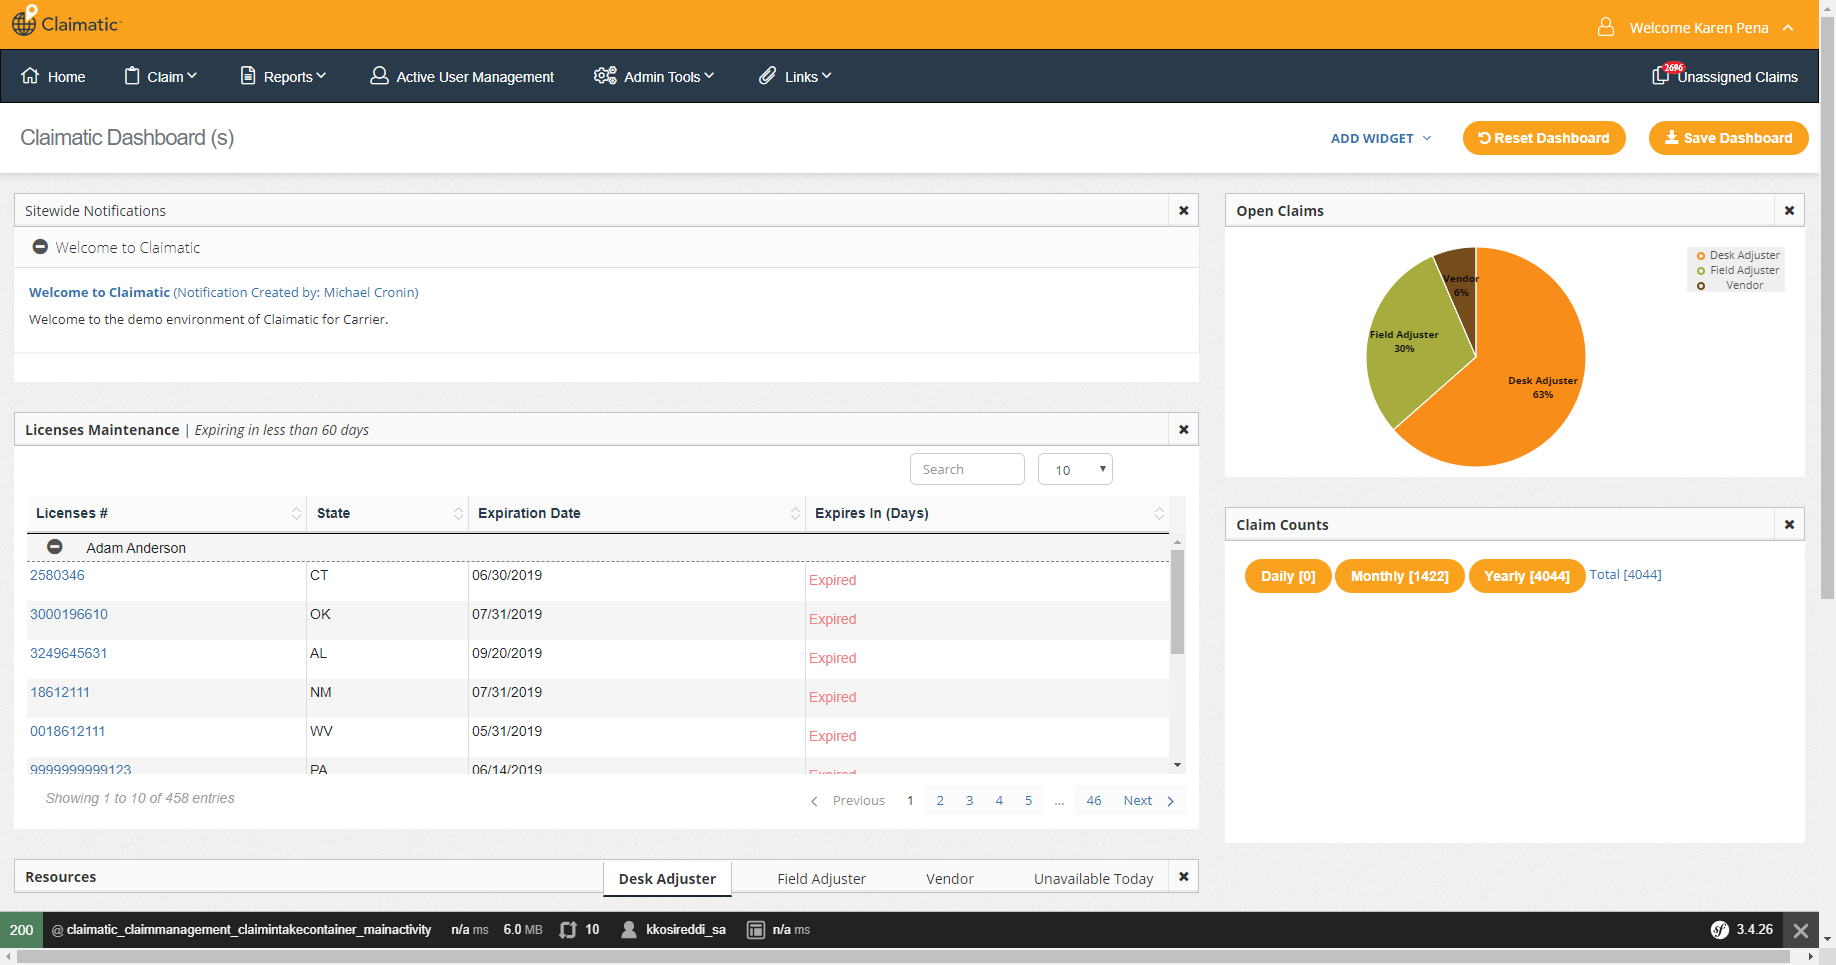 Claimatic
Welcome Karen Pena
Home
Claim
Reports
Active User Management
Admin Tools
Links
2696
Unassigned Claims
Claimatic Dashboard (s)
ADD WIDGET
Reset Dashboard
Save Dashboard
Sitewide Notifications
Welcome to Claimatic
Welcome to Claimatic (Notification Created by: Michael Cronin)
Welcome to the demo environment of Claimatic for Carrier.
Open Claims
Desk Adjuster
Field Adjuster
Vendor
Vendor
6%
Field Adjuster
30%
Desk Adjuster
63%
Licenses Maintenance | Expiring in less than 60 days
Search
10
Licenses # State Expiration Date Expires In (Days)
Adam Anderson
2580346 CT 06/30/2019 Expired
3000196610 OK 07/31/2019 Expired
3249645631 AL 09/20/2019 Expired
18612111 NM 07/31/2019 Expired
0018612111 WV 05/31/2019 Expired
9999999999123 PA 06/14/2019 Expired
Showing 1 to 10 of 458 entries
Previous 1 2 3 4 5 ... 46 Next
Claim Counts
Daily [0] Monthly [1422] Yearly [4044] Total [4044]
Resources
Desk Adjuster
Field Adjuster
Vendor
Unavailable Today
200 @ claimatic_claimmanagement_claimintakecontainer_mainactivity n/a ms 6.0 MB 10 kkosireddi_sa n/a ms sf 3.4.26